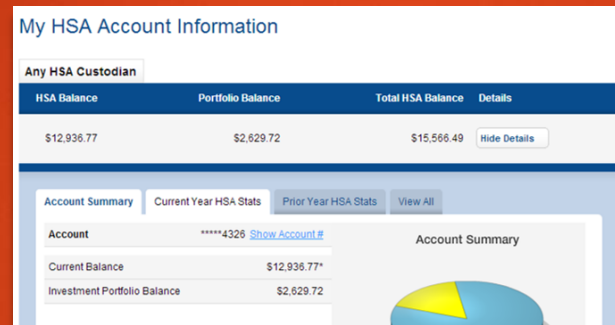 My HSA Account Information
Any HSA Custodian
HSA Balance Portfolio Balance Total HSA Balance Details
$12,936.77 $2,629.72 $15,566.49 Hide Details
Account Summary Current Year HSA Stats Prior Year HSA Stats View All
Account *****4326 Show Account #
Account Summary
Current Balance $12,936.77*
Investment Portfolio Balance $2,629.72